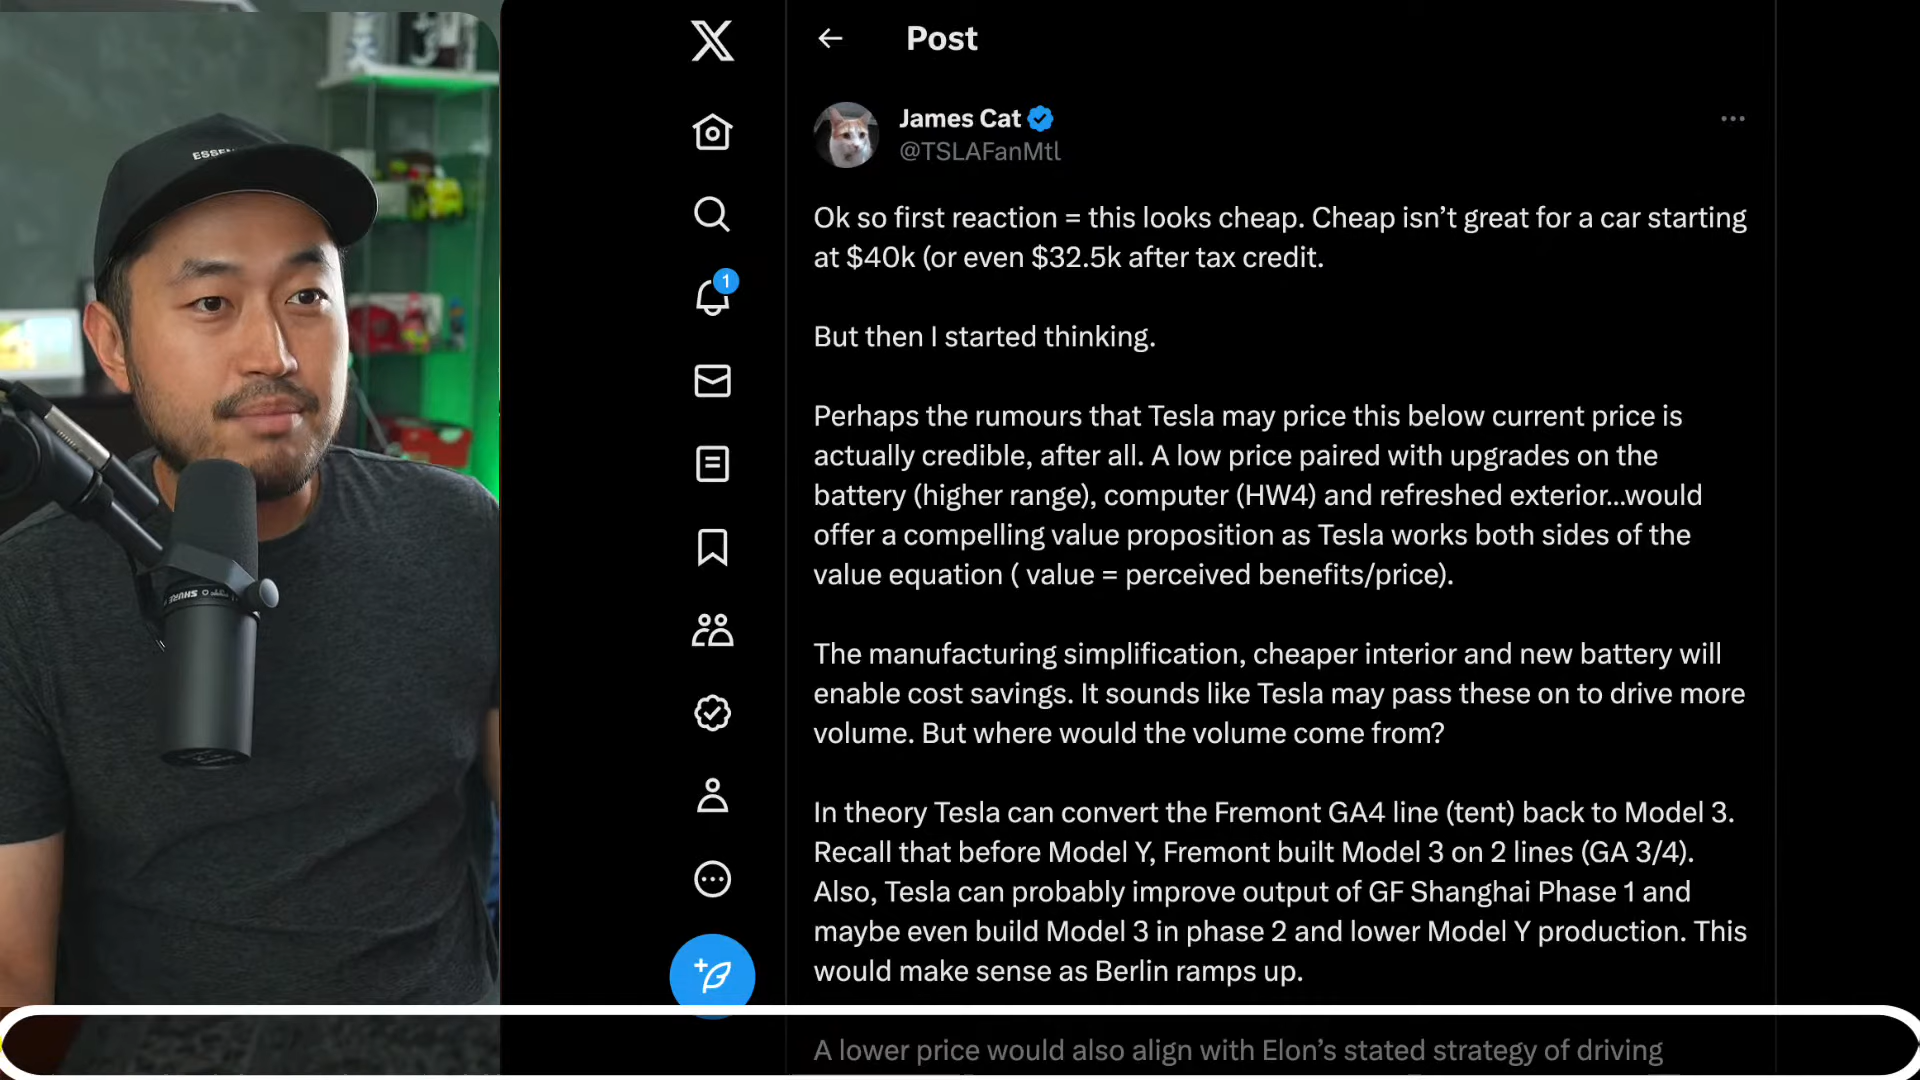 Post
James Cat
@TSLAFanMtl
Ok so first reaction = this looks cheap. Cheap isn’t great for a car starting
at $40k (or even $32.5k after tax credit.
But then I started thinking.
Perhaps the rumours that Tesla may price this below current price is
actually credible, after all. A low price paired with upgrades on the
battery (higher range), computer (HW4) and refreshed exterior...would
offer a compelling value proposition as Tesla works both sides of the
value equation ( value = perceived benefits/price).
The manufacturing simplification, cheaper interior and new battery will
enable cost savings. It sounds like Tesla may pass these on to drive more
volume. But where would the volume come from?
In theory Tesla can convert the Fremont GA4 line (tent) back to Model 3.
Recall that before Model Y, Fremont built Model 3 on 2 lines (GA 3/4).
Also, Tesla can probably improve output of GF Shanghai Phase 1 and
maybe even build Model 3 in phase 2 and lower Model Y production. This
would make sense as Berlin ramps up.
A lower price would also align with Elon’s stated strategy of driving
1
SHURE